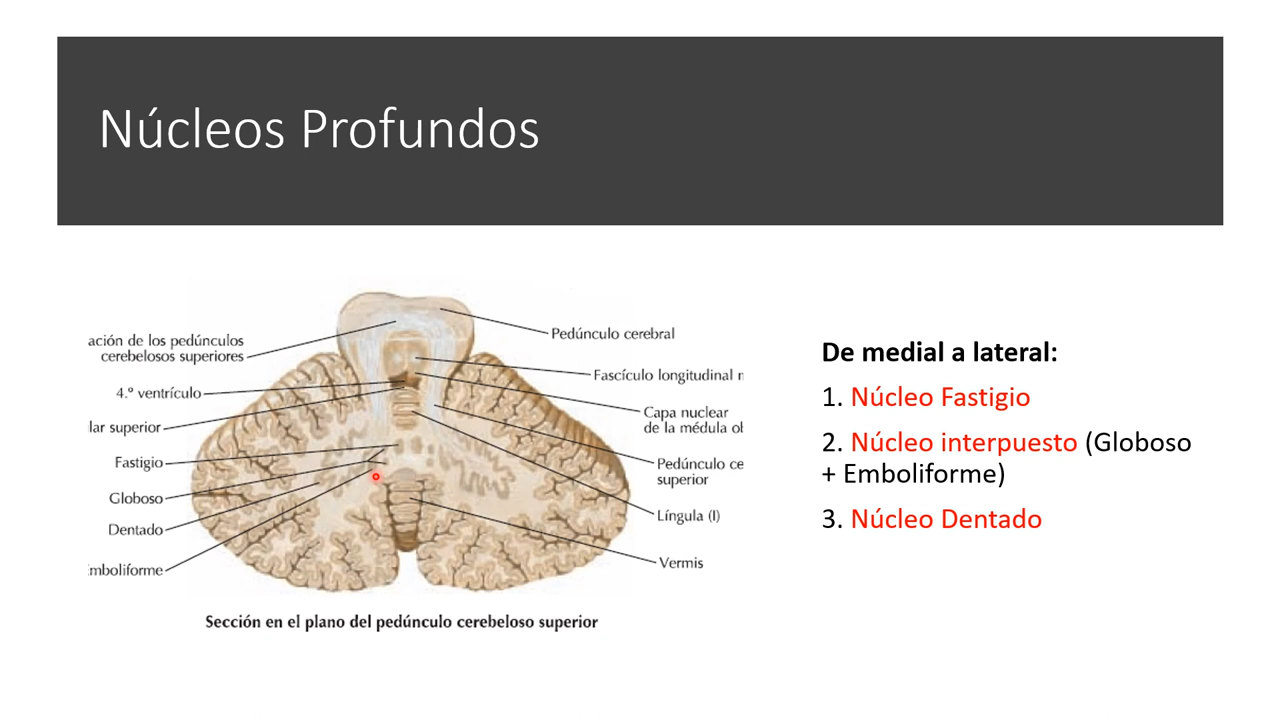 Núcleos Profundos
ación de los pedúnculos
cerebelosos superiores
4.º ventrículo
lar superior
Fastigio
Globoso
Dentado
mboliforme
Pedúnculo cerebral
Fascículo longitudinal
Capa nuclear
de la médula ob
Pedúnculo ce
superior
Língula (I)
Vermis
Sección en el plano del pedúnculo cerebeloso superior
De medial a lateral:
1. Núcleo Fastigio
2. Núcleo interpuesto (Globoso
+ Emboliforme)
3. Núcleo Dentado